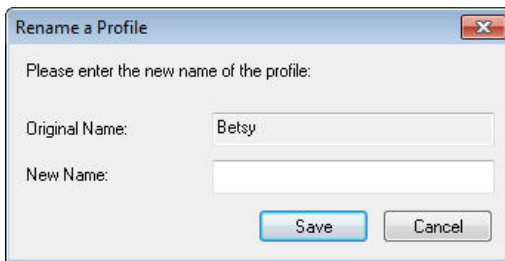 Rename a Profile
Please enter the new name of the profile:
Original Name: Betsy
New Name:
Save Cancel